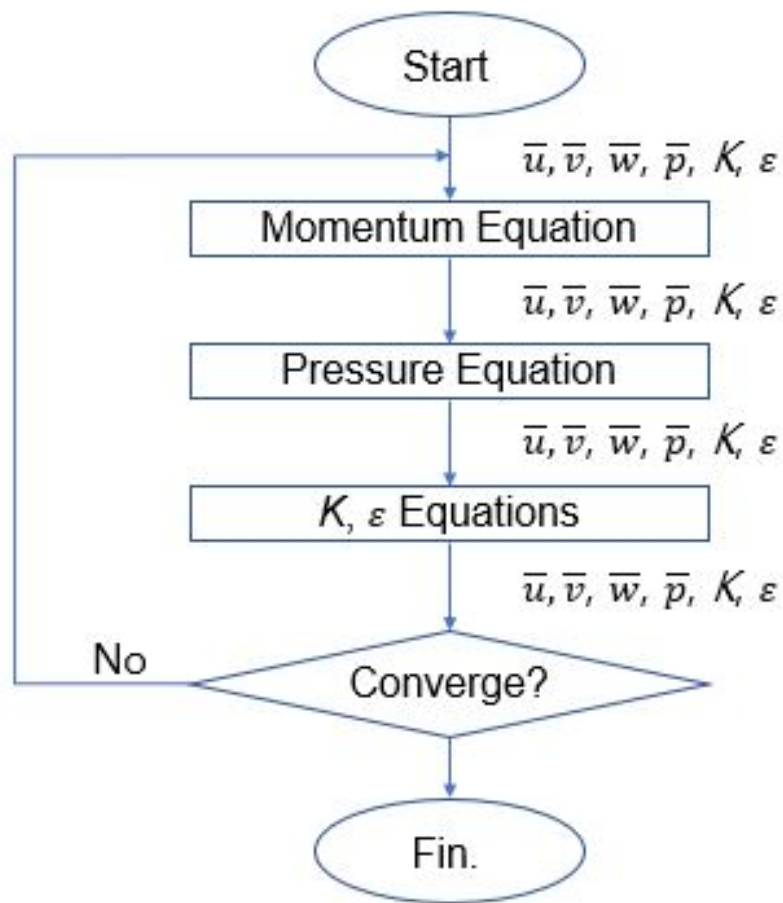 Start
u̅, v̅, w̅, p̅, K, ε
Momentum Equation
u̅, v̅, w̅, p̅, K, ε
Pressure Equation
u̅, v̅, w̅, p̅, K, ε
K, ε Equations
u̅, v̅, w̅, p̅, K, ε
No
Converge?
Fin.